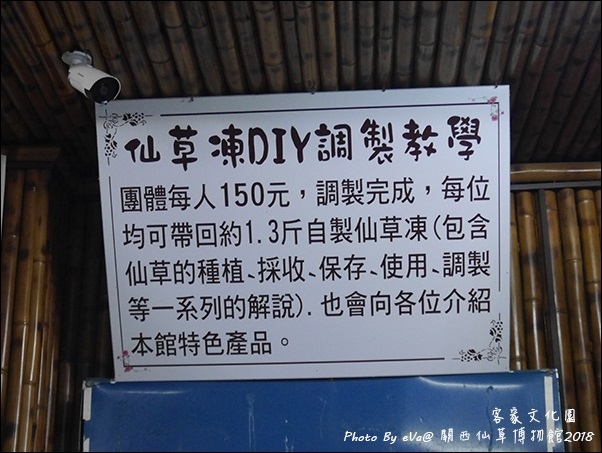 仙草凍DIY調製教學
團體每人150元，調製完成，每位
均可帶回約1.3斤自製仙草凍(包含
仙草的種植、採收、保存、使用、調製
等一系列的解說). 也會向各位介紹
本館特色產品。
客家文化園
Photo By eVa@ 關西仙草博物館2018